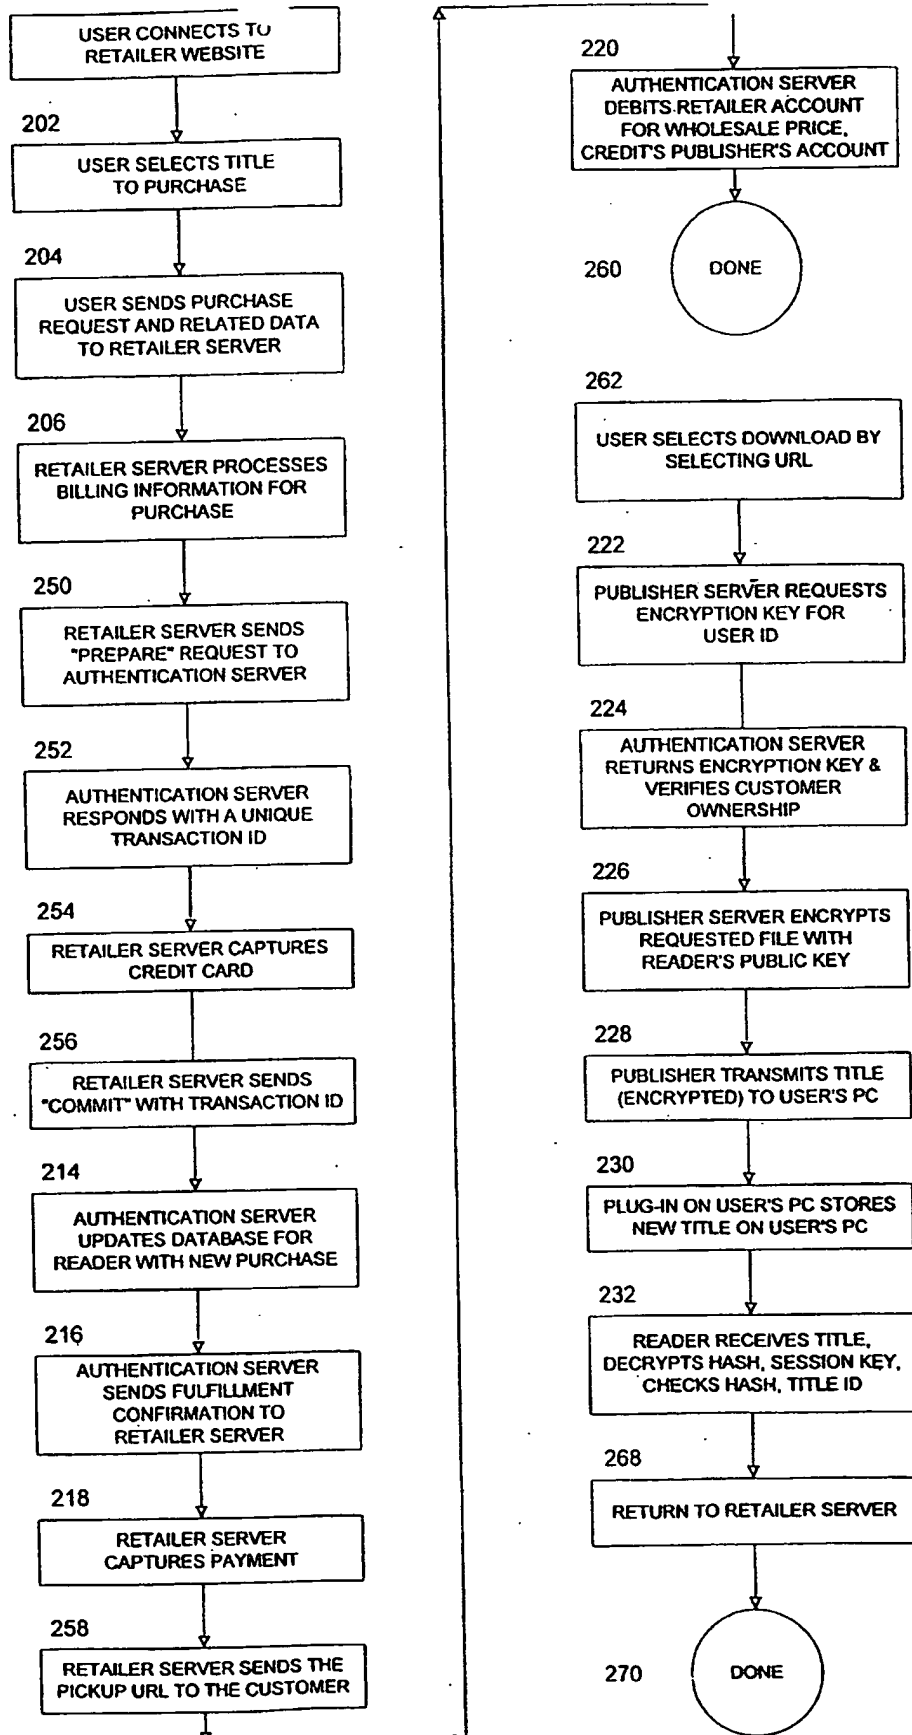 USER CONNECTS TO
RETAILER WEBSITE
202
USER SELECTS TITLE
TO PURCHASE
204
USER SENDS PURCHASE
REQUEST AND RELATED DATA
TO RETAILER SERVER
206
RETAILER SERVER PROCESSES
BILLING INFORMATION FOR
PURCHASE
250
RETAILER SERVER SENDS
"PREPARE" REQUEST TO
AUTHENTICATION SERVER
252
AUTHENTICATION SERVER
RESPONDS WITH A UNIQUE
TRANSACTION ID
254
RETAILER SERVER CAPTURES
CREDIT CARD
256
RETAILER SERVER SENDS
"COMMIT" WITH TRANSACTION ID
214
AUTHENTICATION SERVER
UPDATES DATABASE FOR
READER WITH NEW PURCHASE
216
AUTHENTICATION SERVER
SENDS FULFILLMENT
CONFIRMATION TO
RETAILER SERVER
218
RETAILER SERVER
CAPTURES PAYMENT
258
RETAILER SERVER SENDS THE
PICKUP URL TO THE CUSTOMER
220
AUTHENTICATION SERVER
DEBITS RETAILER ACCOUNT
FOR WHOLESALE PRICE,
CREDIT'S PUBLISHER'S ACCOUNT
260
DONE
262
USER SELECTS DOWNLOAD BY
SELECTING URL
222
PUBLISHER SERVER REQUESTS
ENCRYPTION KEY FOR
USER ID
224
AUTHENTICATION SERVER
RETURNS ENCRYPTION KEY &
VERIFIES CUSTOMER
OWNERSHIP
226
PUBLISHER SERVER ENCRYPTS
REQUESTED FILE WITH
READER'S PUBLIC KEY
228
PUBLISHER TRANSMITS TITLE
(ENCRYPTED) TO USER'S PC
230
PLUG-IN ON USER'S PC STORES
NEW TITLE ON USER'S PC
232
READER RECEIVES TITLE,
DECRYPTS HASH, SESSION KEY,
CHECKS HASH, TITLE ID
268
RETURN TO RETAILER SERVER
270
DONE